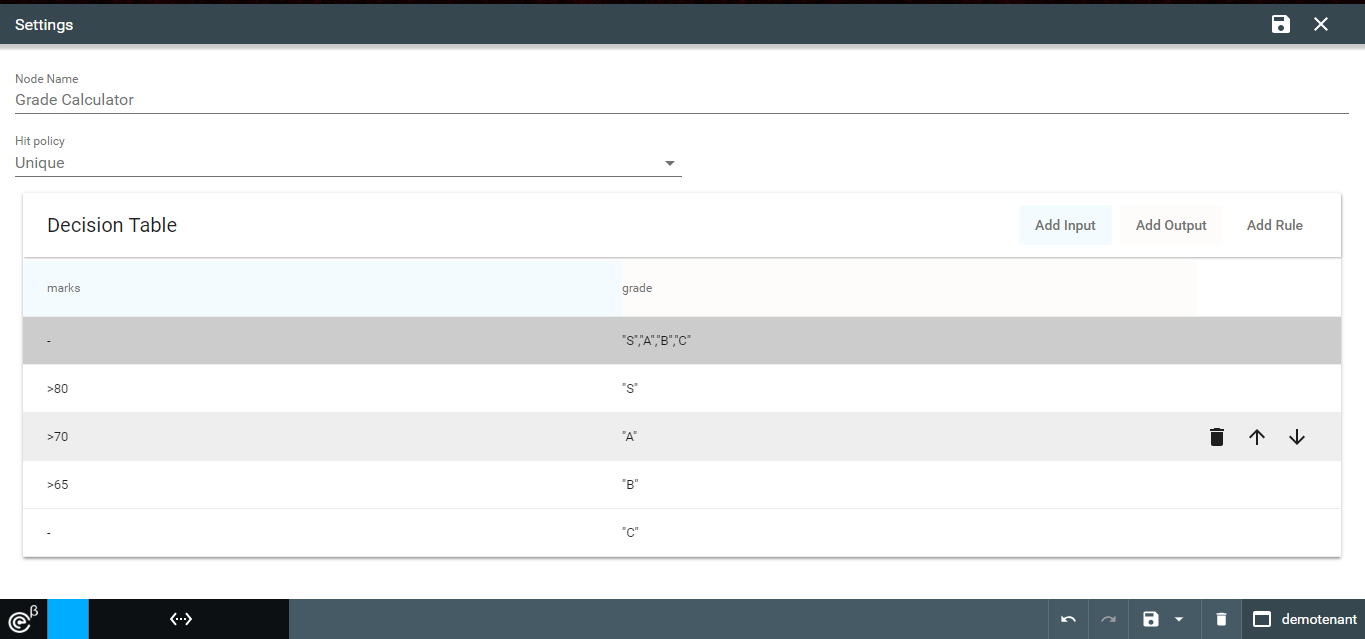 Settings
Node Name
Grade Calculator
Hit policy
Unique
Decision Table Add Input Add Output Add Rule
marks grade
- "S","A","B","C"
>80 "S"
>70 "A"
>65 "B"
- "C"
e β demotenant